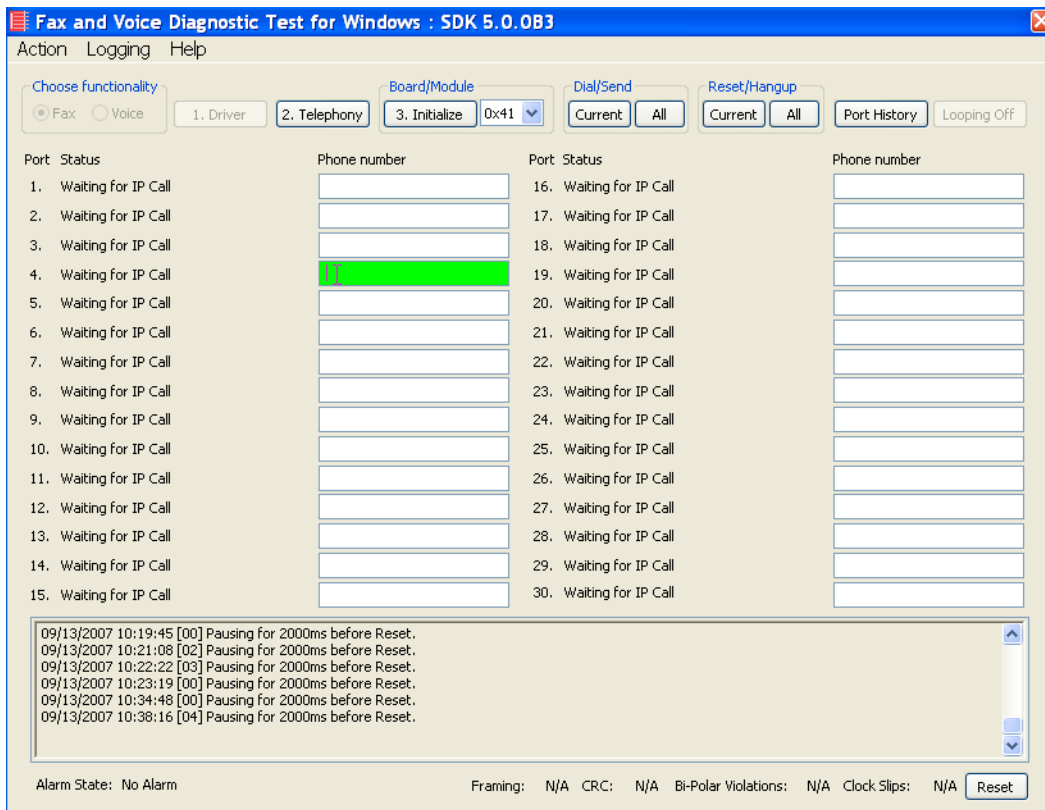 Fax and Voice Diagnostic Test for Windows : SDK 5.0.0B3
Action Logging Help
Choose functionality Board/Module Dial/Send Reset/Hangup
Fax Voice 1. Driver 2. Telephony 3. Initialize 0x41 Current All Current All Port History Looping Off
Port Status Phone number Port Status Phone number
1. Waiting for IP Call 16. Waiting for IP Call
2. Waiting for IP Call 17. Waiting for IP Call
3. Waiting for IP Call 18. Waiting for IP Call
4. Waiting for IP Call 19. Waiting for IP Call
5. Waiting for IP Call 20. Waiting for IP Call
6. Waiting for IP Call 21. Waiting for IP Call
7. Waiting for IP Call 22. Waiting for IP Call
8. Waiting for IP Call 23. Waiting for IP Call
9. Waiting for IP Call 24. Waiting for IP Call
10. Waiting for IP Call 25. Waiting for IP Call
11. Waiting for IP Call 26. Waiting for IP Call
12. Waiting for IP Call 27. Waiting for IP Call
13. Waiting for IP Call 28. Waiting for IP Call
14. Waiting for IP Call 29. Waiting for IP Call
15. Waiting for IP Call 30. Waiting for IP Call
09/13/2007 10:19:45 [00] Pausing for 2000ms before Reset.
09/13/2007 10:21:08 [02] Pausing for 2000ms before Reset.
09/13/2007 10:22:22 [03] Pausing for 2000ms before Reset.
09/13/2007 10:23:19 [00] Pausing for 2000ms before Reset.
09/13/2007 10:34:48 [00] Pausing for 2000ms before Reset.
09/13/2007 10:38:16 [04] Pausing for 2000ms before Reset.
Alarm State: No Alarm Framing: N/A CRC: N/A Bi-Polar Violations: N/A Clock Slips: N/A Reset